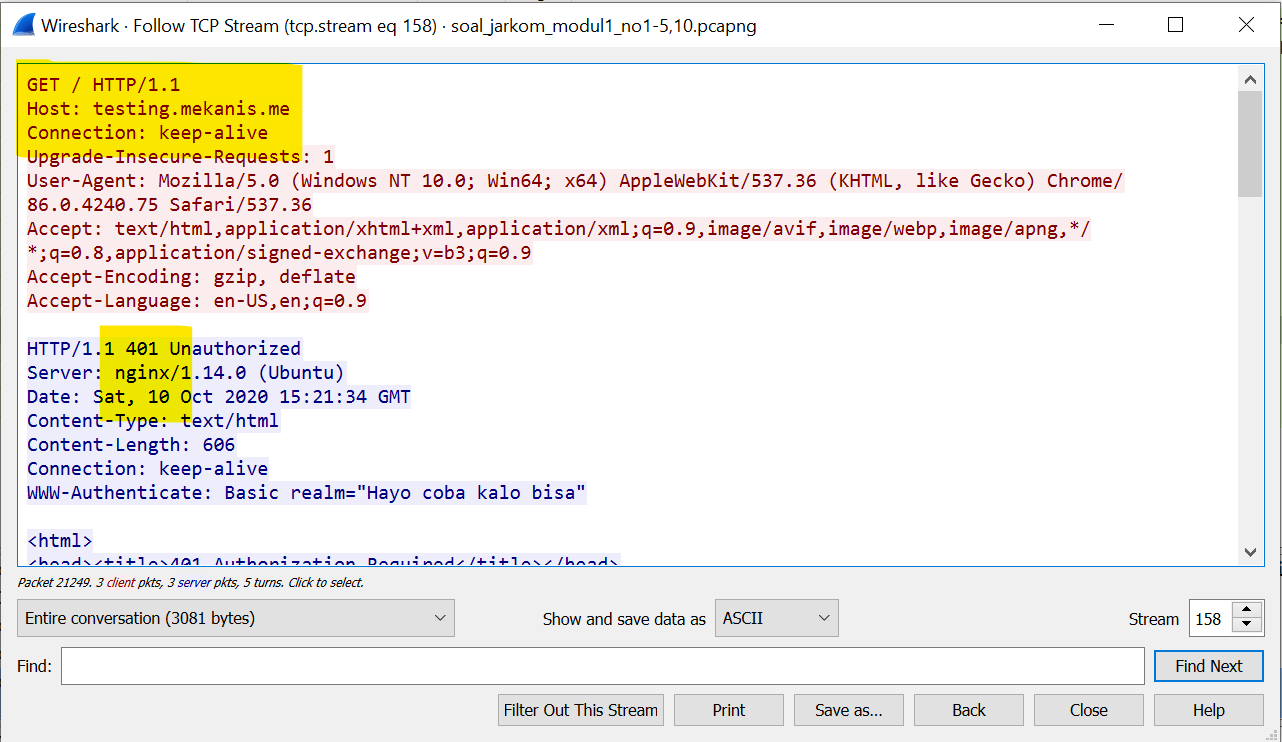 Wireshark · Follow TCP Stream (tcp.stream eq 158) · soal_jarkom_modul1_no1-5,10.pcapng
GET / HTTP/1.1
Host: testing.mekanis.me
Connection: keep-alive
Upgrade-Insecure-Requests: 1
User-Agent: Mozilla/5.0 (Windows NT 10.0; Win64; x64) AppleWebKit/537.36 (KHTML, like Gecko) Chrome/
86.0.4240.75 Safari/537.36
Accept: text/html,application/xhtml+xml,application/xml;q=0.9,image/avif,image/webp,image/apng,*/
*;q=0.8,application/signed-exchange;v=b3;q=0.9
Accept-Encoding: gzip, deflate
Accept-Language: en-US,en;q=0.9
HTTP/1.1 401 Unauthorized
Server: nginx/1.14.0 (Ubuntu)
Date: Sat, 10 Oct 2020 15:21:34 GMT
Content-Type: text/html
Content-Length: 606
Connection: keep-alive
WWW-Authenticate: Basic realm="Hayo coba kalo bisa"
<html>
<head><title>401 Authorization Required</title></head>
Packet 21249. 3 client pkts, 3 server pkts, 5 turns. Click to select.
Entire conversation (3081 bytes)
Show and save data as
ASCII
Stream
158
Find:
Find Next
Filter Out This Stream
Print
Save as…
Back
Close
Help